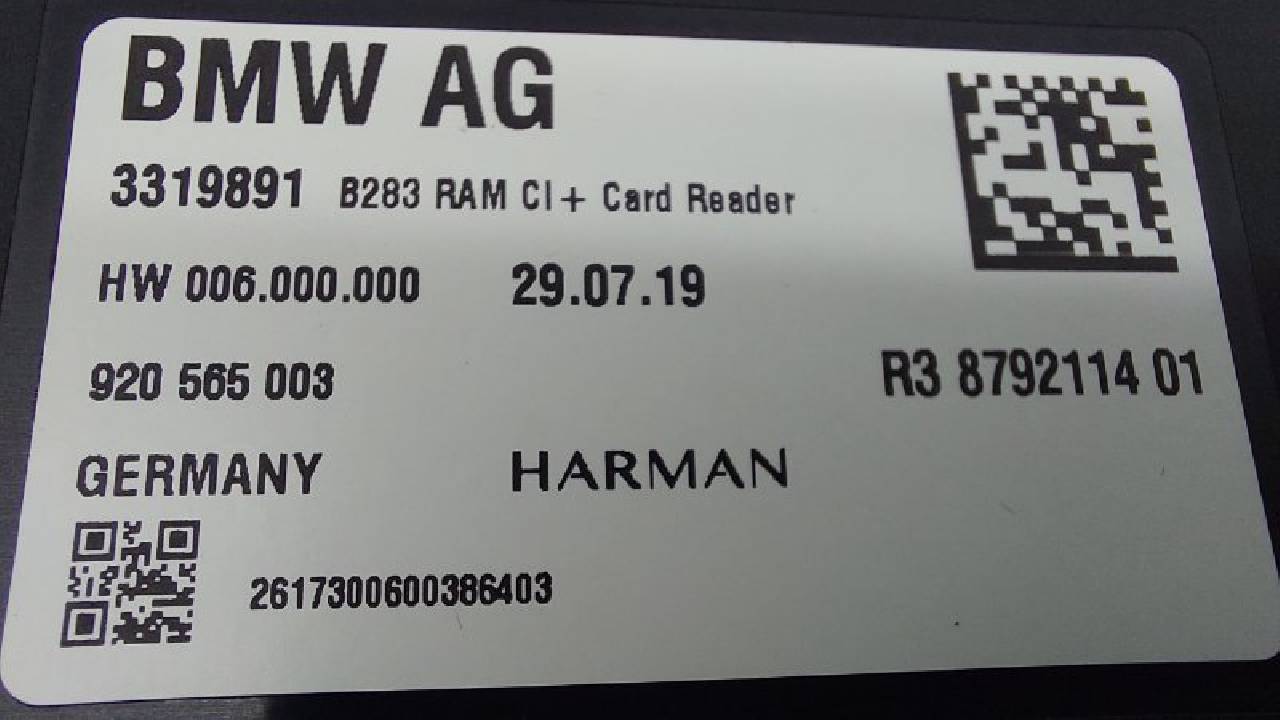 BMW AG
3319891 B283 RAM CI+ Card Reader
HW 006.000.000 29.07.19
920 565 003 R3 8792114 01
GERMANY HARMAN
2617300600386403